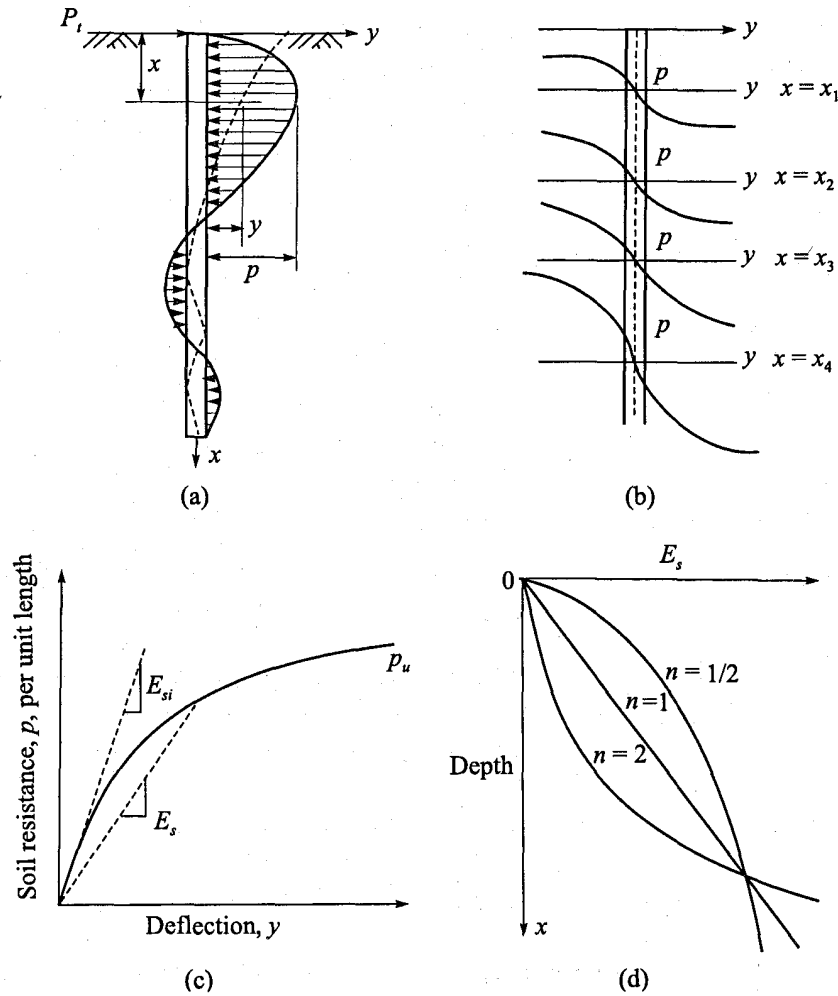 P_t
y
x
y
p
x
(a)
y
p
y x = x_1
p
y x = x_2
p
y x = x_3
p
y x = x_4
(b)
Soil resistance, p, per unit length
E_si
p_u
E_s
Deflection, y
(c)
E_s
0
n = 1/2
n=1
n = 2
Depth
x
(d)